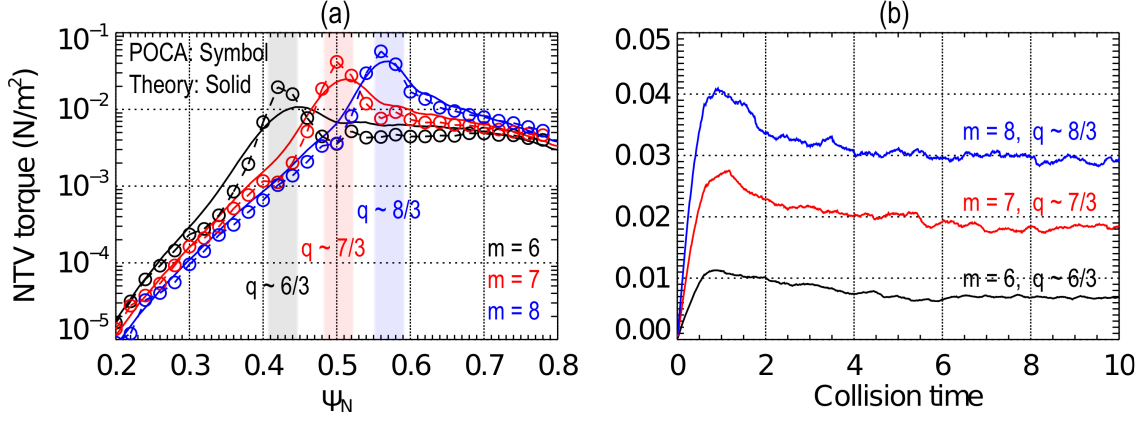 (a)
POCA: Symbol
Theory: Solid
NTV torque (N/m²)
10⁻¹
10⁻²
10⁻³
10⁻⁴
10⁻⁵
q ~ 8/3
q ~ 7/3
q ~ 6/3
m = 6
m = 7
m = 8
0.2 0.3 0.4 0.5 0.6 0.7 0.8
Ψ_N
(b)
0.05
0.04
0.03
0.02
0.01
0.00
m = 8, q ~ 8/3
m = 7, q ~ 7/3
m = 6, q ~ 6/3
0 2 4 6 8 10
Collision time